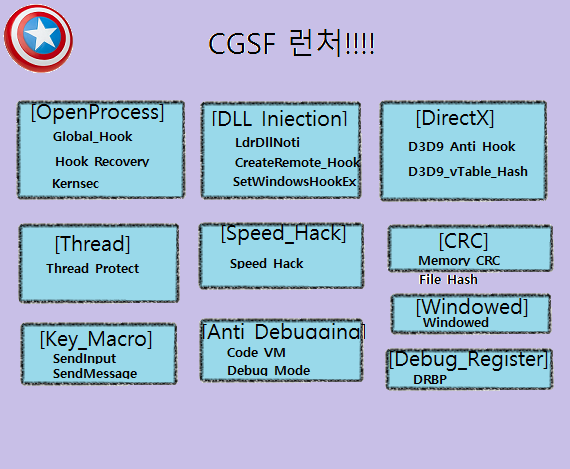 CGSF 런처!!!!
[OpenProcess]
Global_Hook
Hook Recovery
Kernsec
[DLL Injection]
LdrDllNoti
CreateRemote_Hook
SetWindowsHookEx
[DirectX]
D3D9 Anti Hook
D3D9_vTable_Hash
[Thread]
Thread Protect
[Speed_Hack]
Speed Hack
[CRC]
Memory CRC
File Hash
[Windowed]
Windowed
[Key_Macro]
SendInput
SendMessage
[Anti Debugging]
Code VM
Debug Mode
[Debug_Register]
DRBP